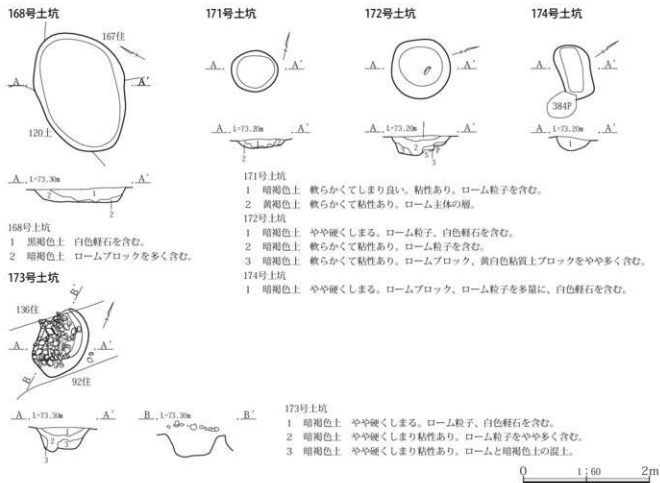 168号土坑
167住
A
A′
120土
A L=73.30m A′
2
1
2
168号土坑
1 黒褐色土 白色軽石を含む。
2 暗褐色土 ロームブロックを多く含む。
171号土坑
A
A′
A L=73.20m A′
1
2
172号土坑
A
A′
A L=73.20m A′
1
2
S
P
3
174号土坑
A
A′
384P
A L=73.20m A′
1
171号土坑
1 暗褐色土 軟らかくてしまり良い。粘性あり。ローム粒子を含む。
2 黄褐色土 軟らかくて粘性あり。ローム主体の層。
172号土坑
1 暗褐色土 やや硬くしまる。ローム粒子、白色軽石を含む。
2 暗褐色土 軟らかくて粘性あり。ローム粒子を含む。
3 暗褐色土 軟らかくて粘性あり。ロームブロック、黄白色粘質土ブロックをやや多く含む。
174号土坑
1 暗褐色土 やや硬くしまる。ロームブロック、ローム粒子を多量に、白色軽石を含む。
173号土坑
B′
136住
A
A′
B
92住
A L=73.30m A′
1
2
3
3
B L=73.30m B′
173号土坑
1 暗褐色土 やや硬くしまる。ローム粒子、白色軽石を含む。
2 暗褐色土 やや硬くしまり粘性あり。ローム粒子をやや多く含む。
3 暗褐色土 やや硬くしまり粘性あり。ロームと暗褐色土の混土。
0 1:60 2m